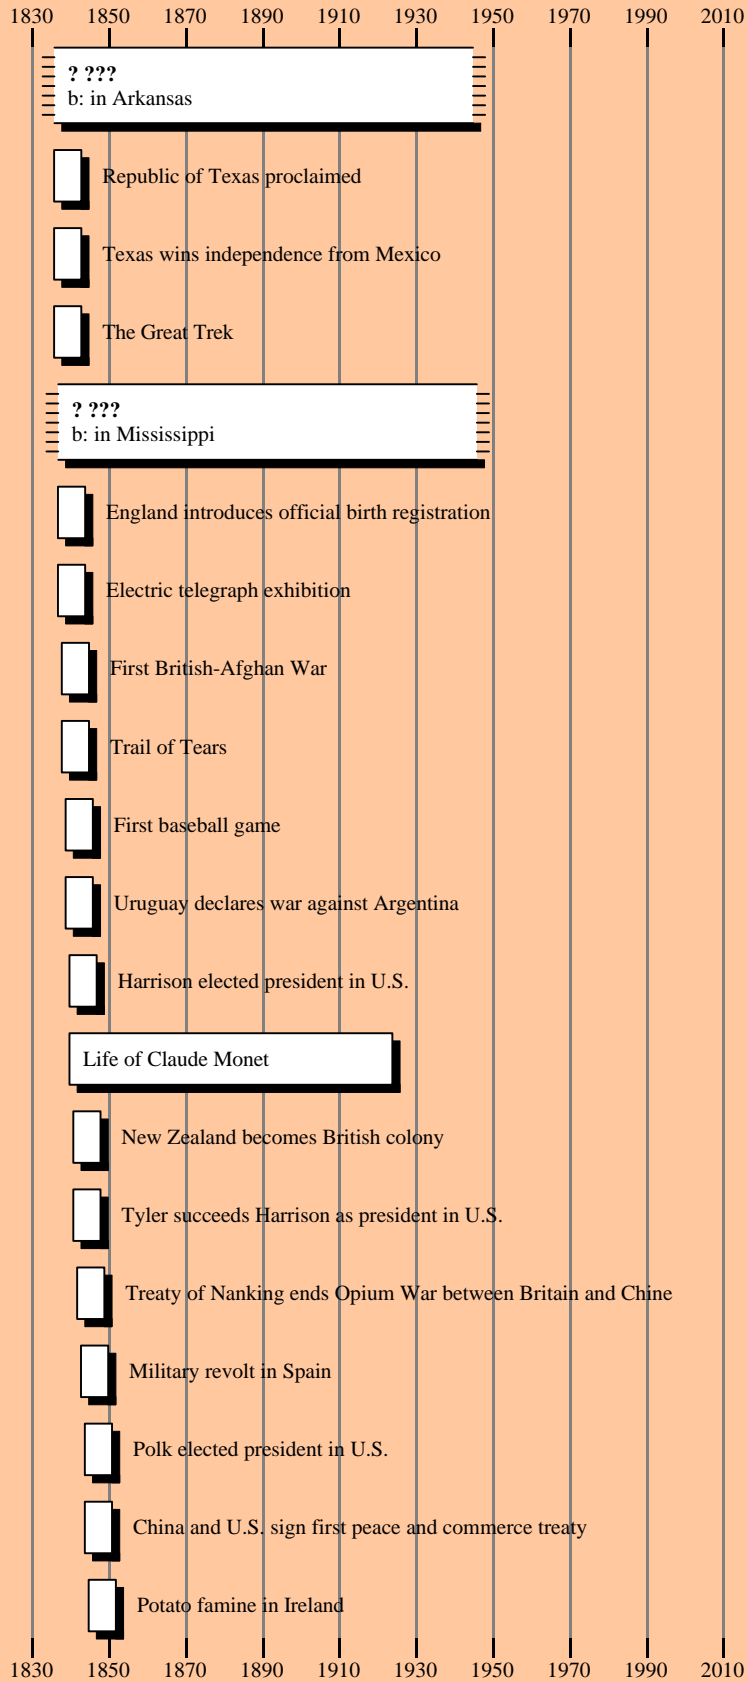 1830 1850 1870 1890 1910 1930 1950 1970 1990 2010
? ???
b: in Arkansas
Republic of Texas proclaimed
Texas wins independence from Mexico
The Great Trek
? ???
b: in Mississippi
England introduces official birth registration
Electric telegraph exhibition
First British-Afghan War
Trail of Tears
First baseball game
Uruguay declares war against Argentina
Harrison elected president in U.S.
Life of Claude Monet
New Zealand becomes British colony
Tyler succeeds Harrison as president in U.S.
Treaty of Nanking ends Opium War between Britain and Chine
Military revolt in Spain
Polk elected president in U.S.
China and U.S. sign first peace and commerce treaty
Potato famine in Ireland
1830 1850 1870 1890 1910 1930 1950 1970 1990 2010